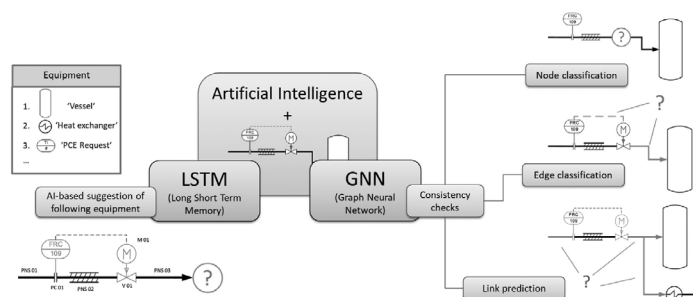 Equipment
1. 'Vessel'
2. 'Heat exchanger'
3. 'PCE Request'
...
Artificial Intelligence
+
FRC
109
M
LSTM
(Long Short Term
Memory)
GNN
(Graph Neural
Network)
AI-based suggestion of
following equipment
Consistency
checks
Node classification
Edge classification
Link prediction
FRC
109
M
M 01
PNS 01
PC 01
PNS 02
V 01
PNS 03
?
FRC
109
?
FRC
109
M
?
FRC
109
M
?